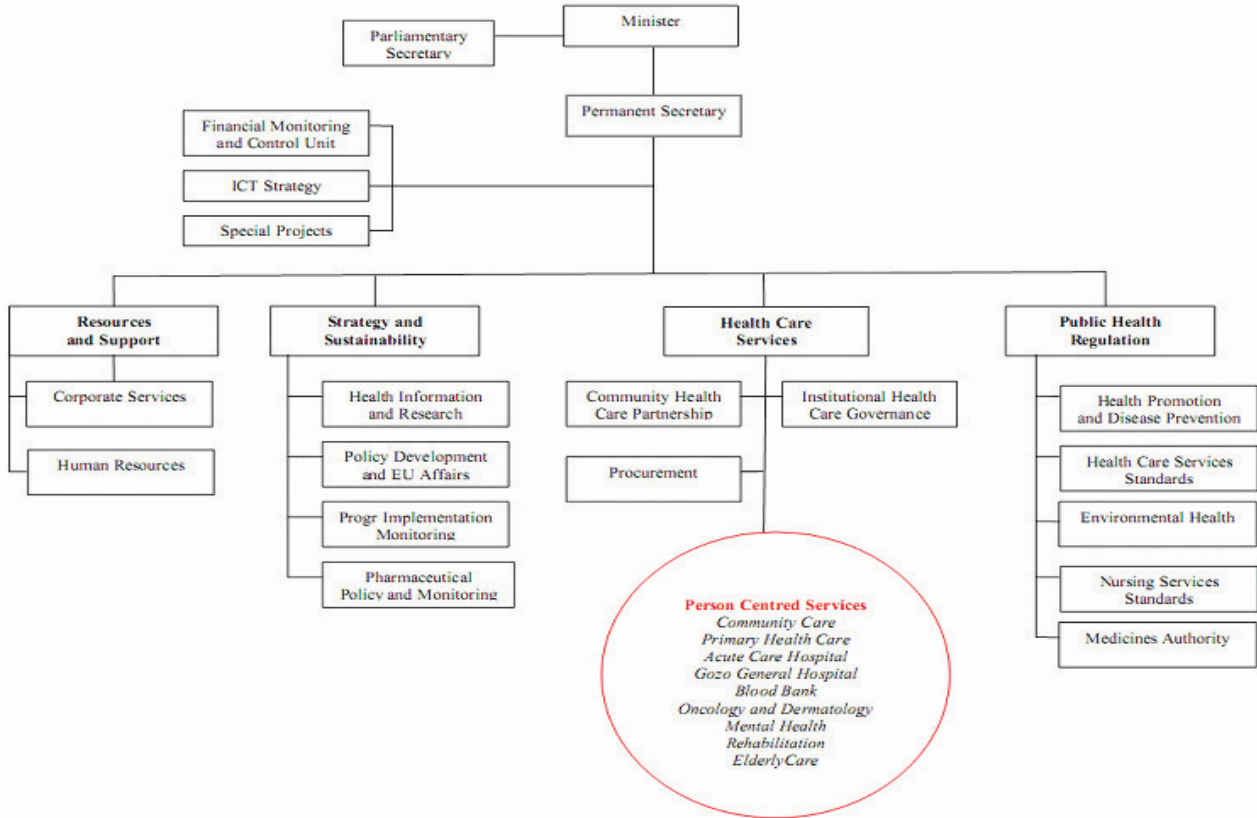 Minister
Parliamentary
Secretary
Permanent Secretary
Financial Monitoring
and Control Unit
ICT Strategy
Special Projects
Resources
and Support
Corporate Services
Human Resources
Strategy and
Sustainability
Health Information
and Research
Policy Development
and EU Affairs
Progr Implementation
Monitoring
Pharmaceutical
Policy and Monitoring
Health Care
Services
Community Health
Care Partnership
Institutional Health
Care Governance
Procurement
Person Centred Services
Community Care
Primary Health Care
Acute Care Hospital
Gozo General Hospital
Blood Bank
Oncology and Dermatology
Mental Health
Rehabilitation
ElderlyCare
Public Health
Regulation
Health Promotion
and Disease Prevention
Health Care Services
Standards
Environmental Health
Nursing Services
Standards
Medicines Authority